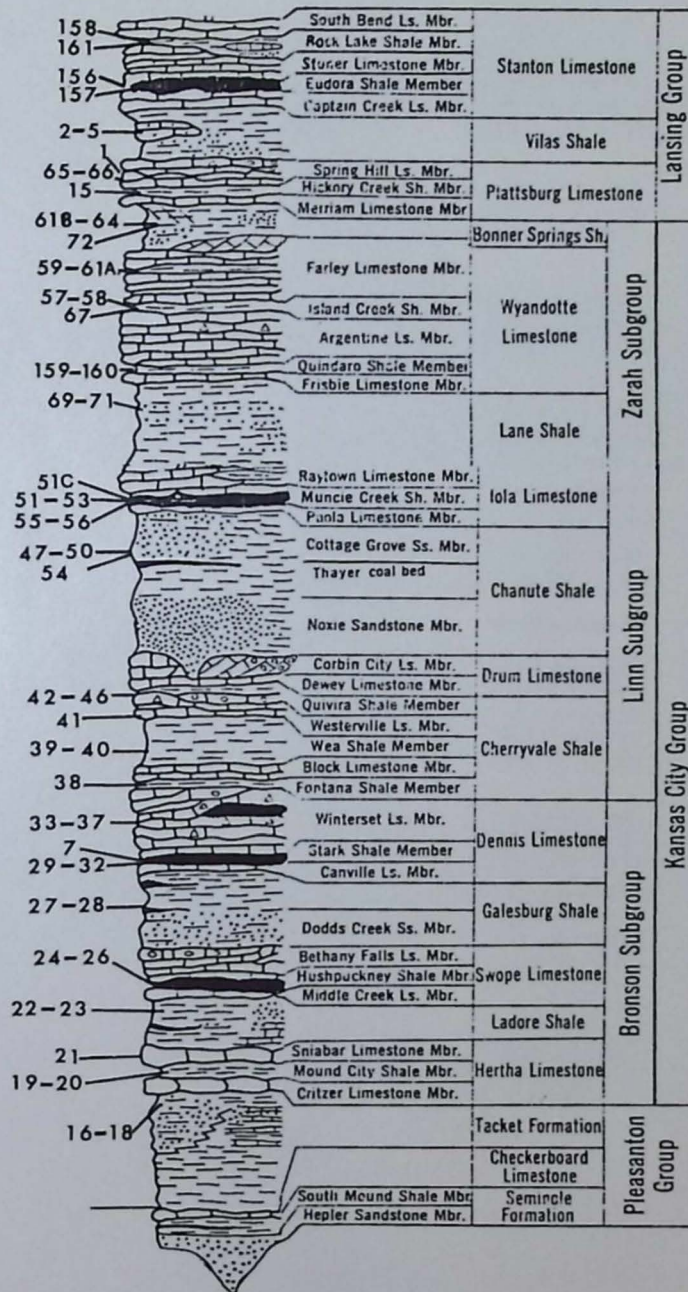 158
161
156
157
2-5
1
65-66
15
61B-64
72
59-61A
57-58
67
159-160
69-71
51C
51-53
55-56
47-50
54
42-46
41
39-40
38
33-37
7
29-32
27-28
24-26
22-23
21
19-20
16-18
South Bend Ls. Mbr.
Rock Lake Shale Mbr.
Stoner Limestone Mbr.
Eudora Shale Member
Captain Creek Ls. Mbr.
Spring Hill Ls. Mbr.
Hickory Creek Sh. Mbr.
Merriam Limestone Mbr
Farley Limestone Mbr.
Island Creek Sh. Mbr.
Argentine Ls. Mbr.
Quindaro Shale Member
Frisbie Limestone Mbr.
Raytown Limestone Mbr.
Muncie Creek Sh. Mbr.
Paola Limestone Mbr.
Cottage Grove Ss. Mbr.
Thayer coal bed
Noxie Sandstone Mbr.
Corbin City Ls. Mbr.
Dewey Limestone Mbr.
Quivira Shale Member
Westerville Ls. Mbr.
Wea Shale Member
Block Limestone Mbr.
Fontana Shale Member
Winterset Ls. Mbr.
Stark Shale Member
Canville Ls. Mbr.
Dodds Creek Ss. Mbr.
Bethany Falls Ls. Mbr.
Hushpuckney Shale Mbr.
Middle Creek Ls. Mbr.
Sniabar Limestone Mbr.
Mound City Shale Mbr.
Critzer Limestone Mbr.
South Mound Shale Mbr
Hepler Sandstone Mbr.
Stanton Limestone
Vilas Shale
Plattsburg Limestone
Bonner Springs Sh.
Wyandotte
Limestone
Lane Shale
Iola Limestone
Chanute Shale
Drum Limestone
Cherryvale Shale
Dennis Limestone
Galesburg Shale
Swope Limestone
Ladore Shale
Hertha Limestone
Tacket Formation
Checkerboard
Limestone
Seminole
Formation
Zarah Subgroup
Linn Subgroup
Bronson Subgroup
Lansing Group
Kansas City Group
Pleasanton
Group